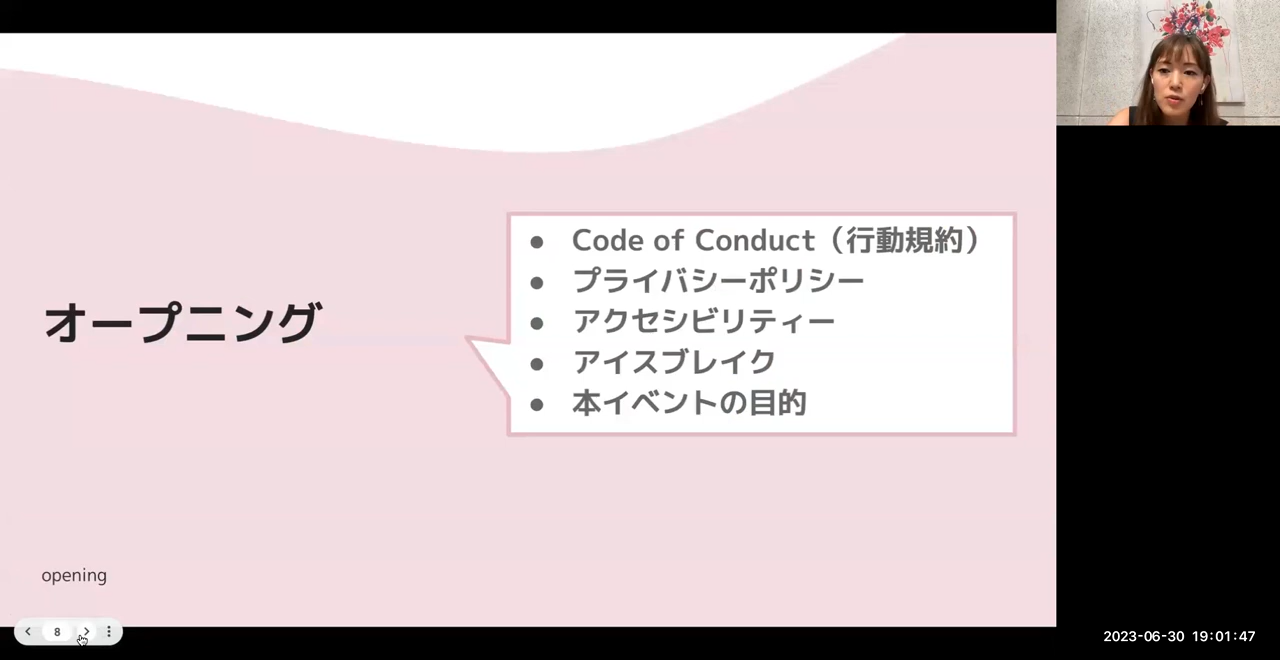 オープニング
● Code of Conduct（行動規約）
● プライバシーポリシー
● アクセシビリティー
● アイスブレイク
● 本イベントの目的
opening
8
2023-06-30 19:01:47